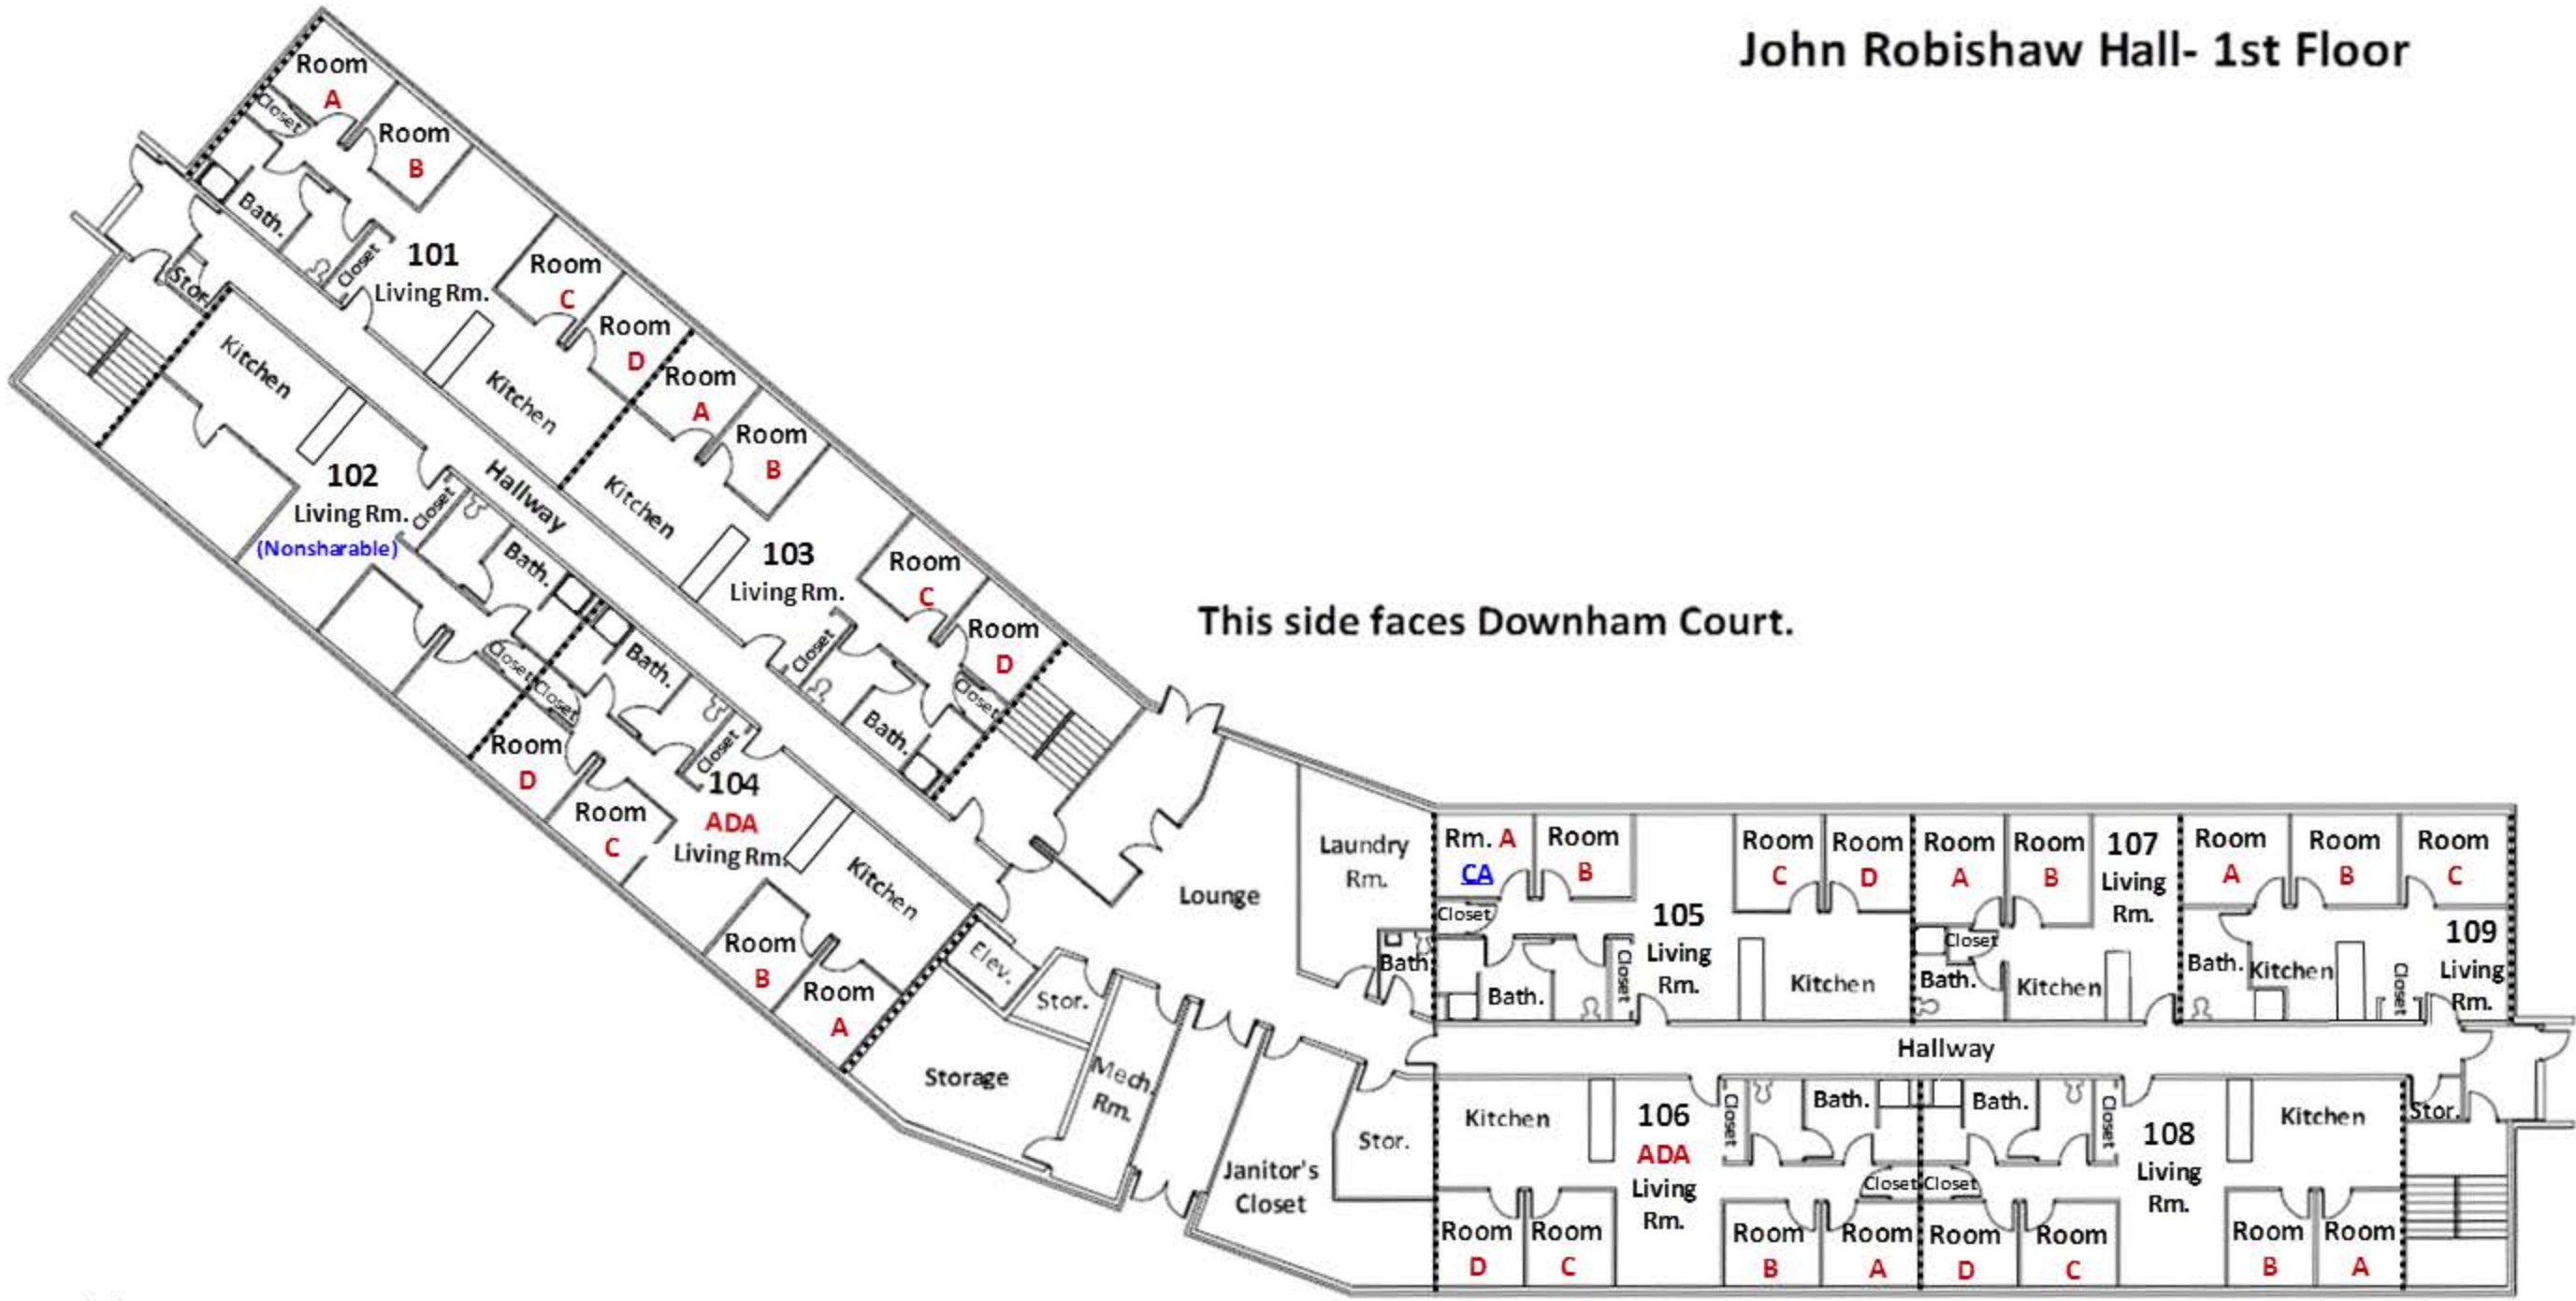 John Robishaw Hall- 1st Floor
This side faces Downham Court.
Room
A
Closet
Room
B
Bath.
Closet
101
Living Rm.
Room
C
Room
D
Kitchen
Stor.
Kitchen
102
Living Rm.
(Nonsharable)
Closet
Bath.
Closet
Hallway
Room
A
Room
B
Kitchen
103
Living Rm.
Room
C
Room
D
Closet
Closet
Bath.
Closet
Bath.
Closet
Room
D
Room
C
104
ADA
Living Rm.
Kitchen
Room
B
Room
A
Elev.
Stor.
Storage
Mech.
Rm.
Lounge
Laundry
Rm.
Bath
Janitor's
Closet
Stor.
Rm. A
CA
Room
B
Closet
Bath.
Closet
105
Living
Rm.
Room
C
Room
D
Kitchen
Room
A
Room
B
Closet
Bath.
Kitchen
107
Living
Rm.
Room
A
Room
B
Room
C
Bath.
Kitchen
Closet
109
Living
Rm.
Hallway
Kitchen
106
ADA
Living
Rm.
Closet
Bath.
Closet
Room
D
Room
C
Room
B
Room
A
Bath.
Closet
Closet
108
Living
Rm.
Kitchen
Stor.
Room
D
Room
C
Room
B
Room
A